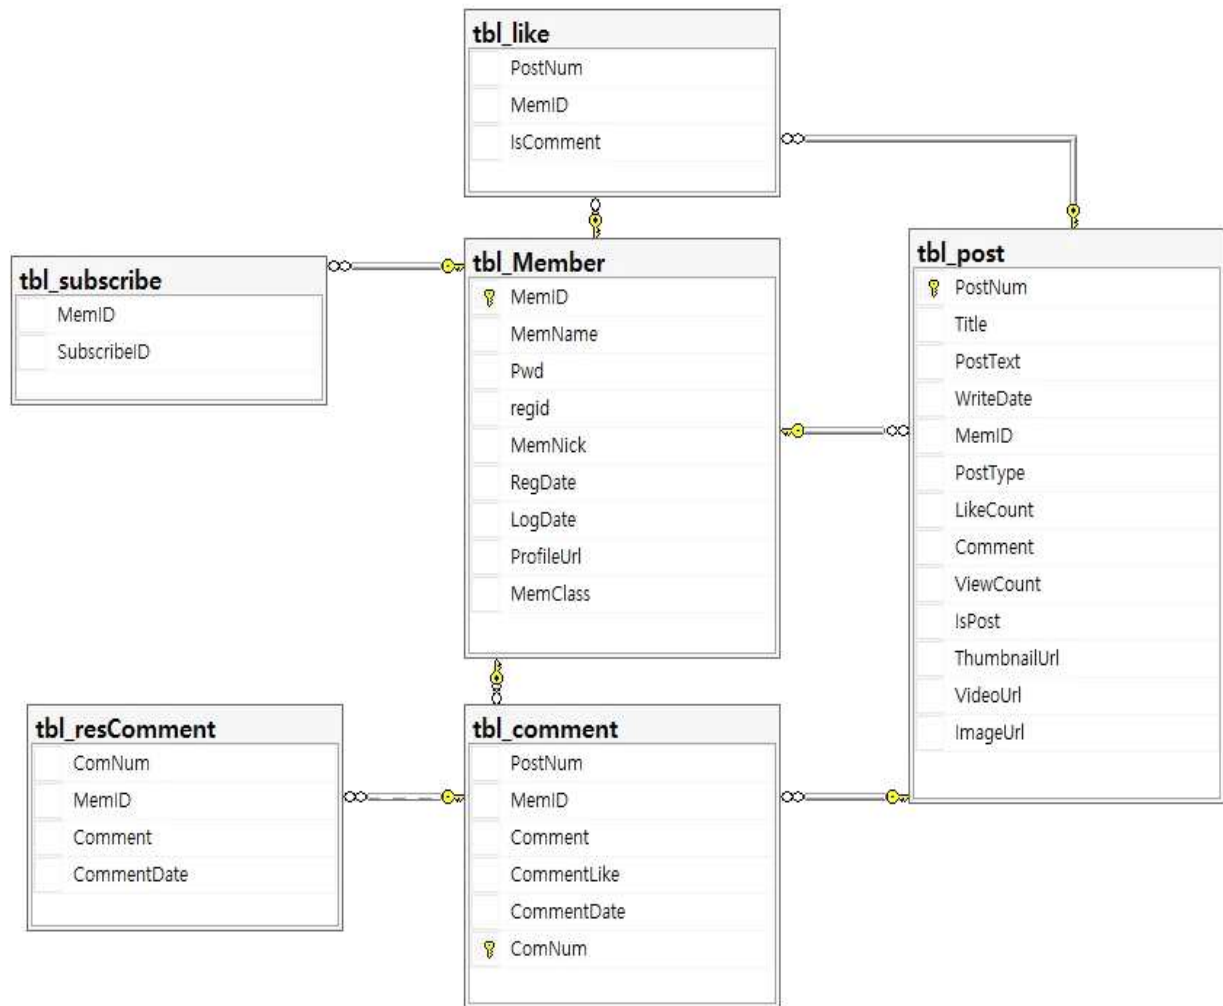 tbl_like
PostNum
MemID
IsComment
tbl_subscribe
MemID
SubscribeID
tbl_Member
MemID
MemName
Pwd
regid
MemNick
RegDate
LogDate
ProfileUrl
MemClass
tbl_post
PostNum
Title
PostText
WriteDate
MemID
PostType
LikeCount
Comment
ViewCount
IsPost
ThumbnailUrl
VideoUrl
ImageUrl
tbl_resComment
ComNum
MemID
Comment
CommentDate
tbl_comment
PostNum
MemID
Comment
CommentLike
CommentDate
ComNum